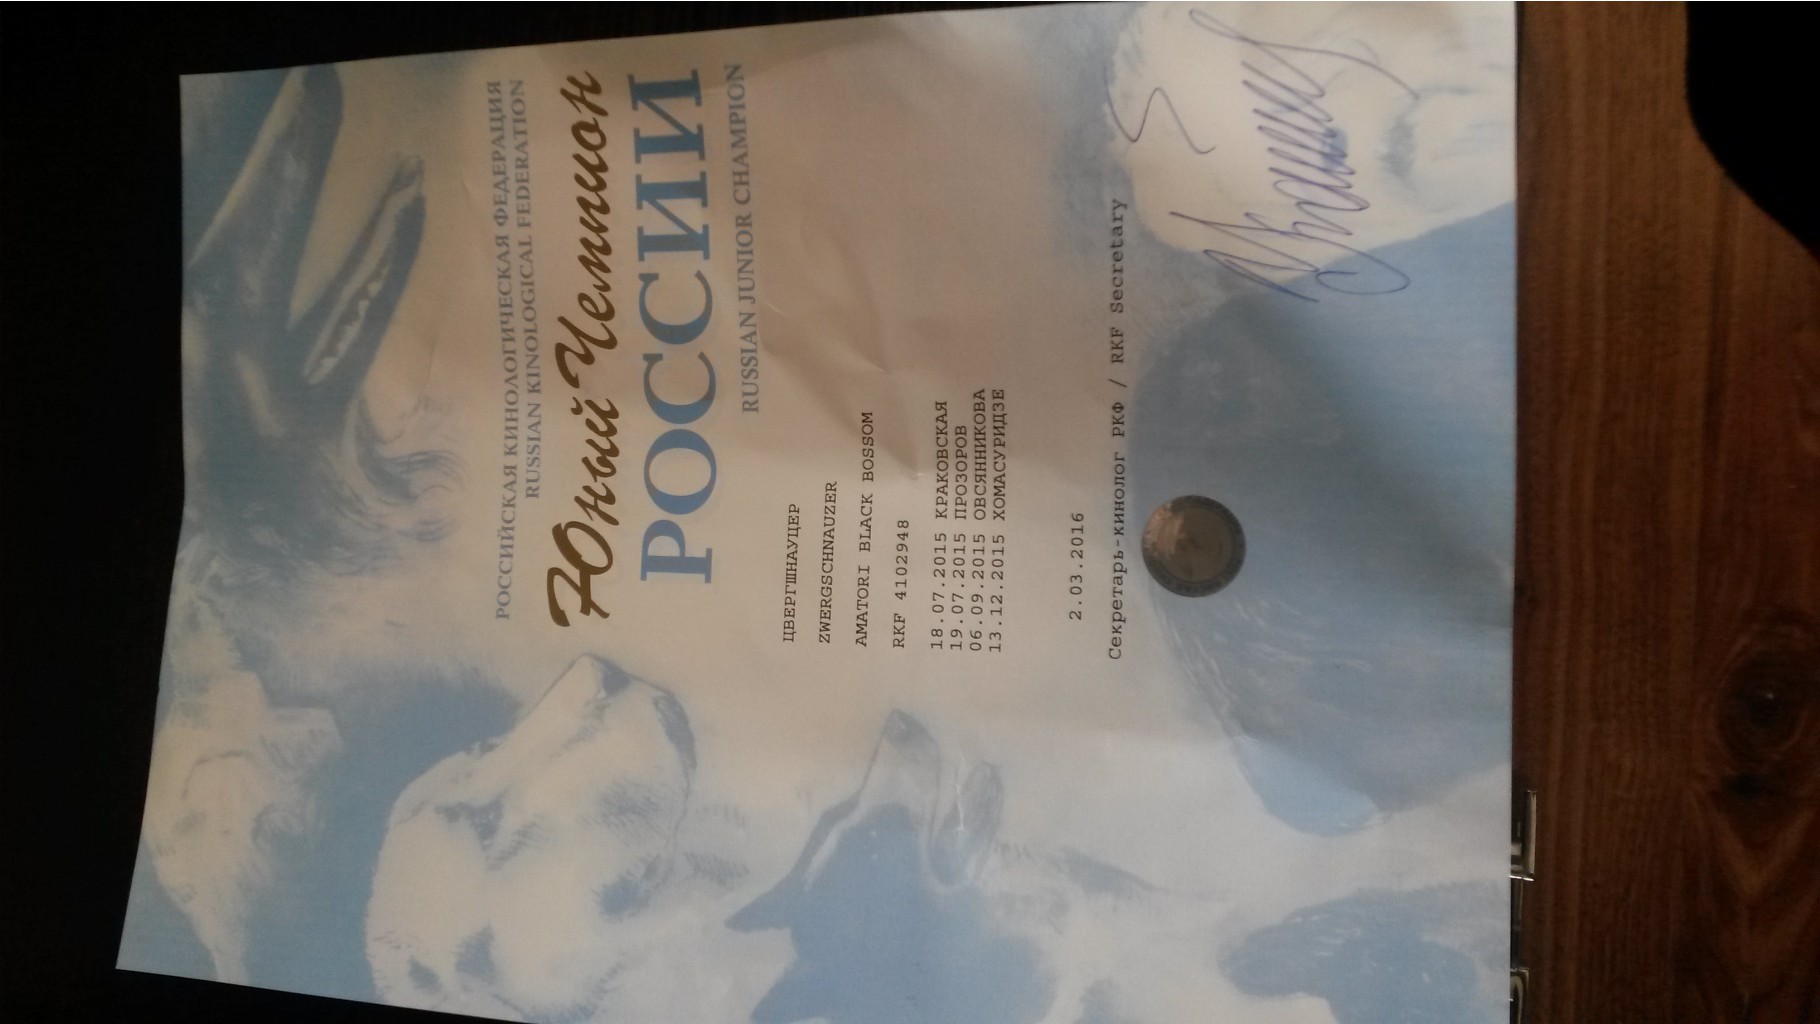 РОССИЙСКАЯ КИНОЛОГИЧЕСКАЯ ФЕДЕРАЦИЯ
RUSSIAN KINOLOGICAL FEDERATION
Юный Чемпион
РОССИИ
RUSSIAN JUNIOR CHAMPION
ЦВЕРГШНАУЦЕР
ZWERGSCHNAUZER
AMATORI BLACK BOSSOM
RKF 4102948
18.07.2015 КРАКОВСКАЯ
19.07.2015 ПРОЗОРОВ
06.09.2015 ОВСЯННИКОВА
13.12.2015 ХОМАСУРИДЗЕ
2.03.2016
Секретарь-кинолог РКФ / RKF Secretary